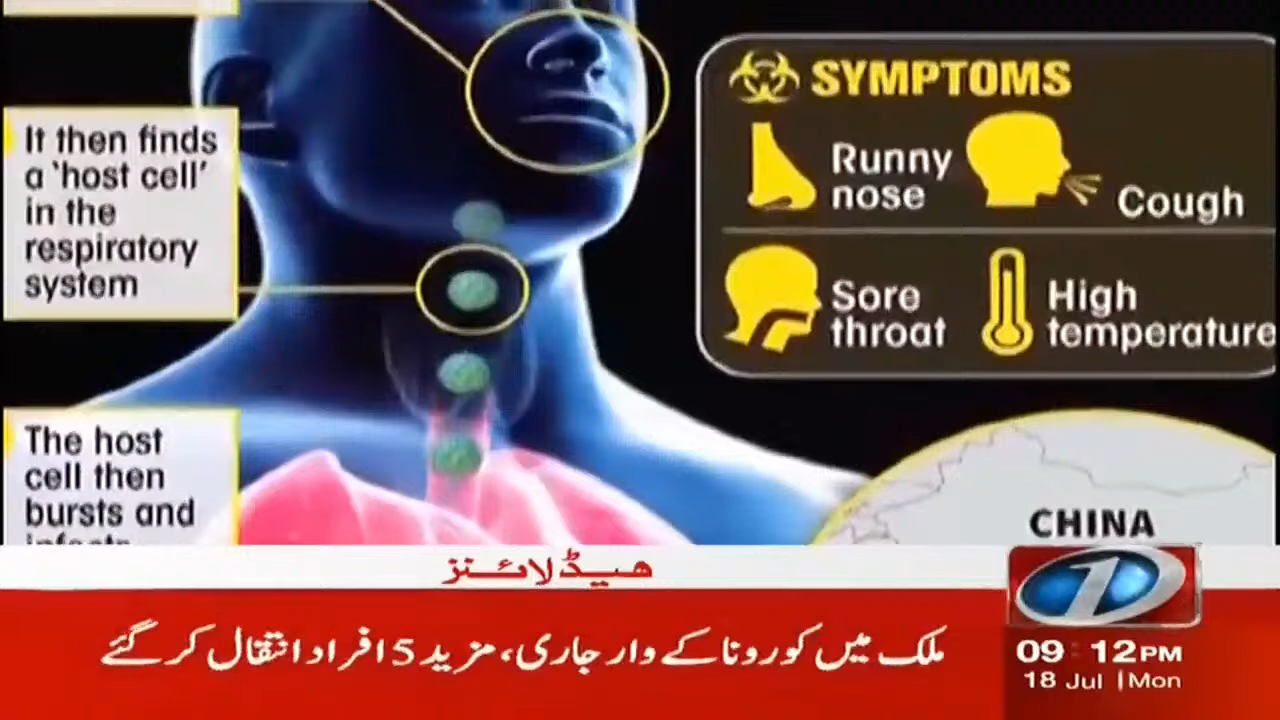 It then finds
a 'host cell'
in the
respiratory
system
The host
cell then
bursts and
SYMPTOMS
Runny
nose
Cough
Sore
throat
High
temperature
CHINA
ہیڈلائنز
ملک میں کورونا کے وار جاری، مزید 5 افراد انتقال کر گئے
1
09:12PM
18 Jul | Mon